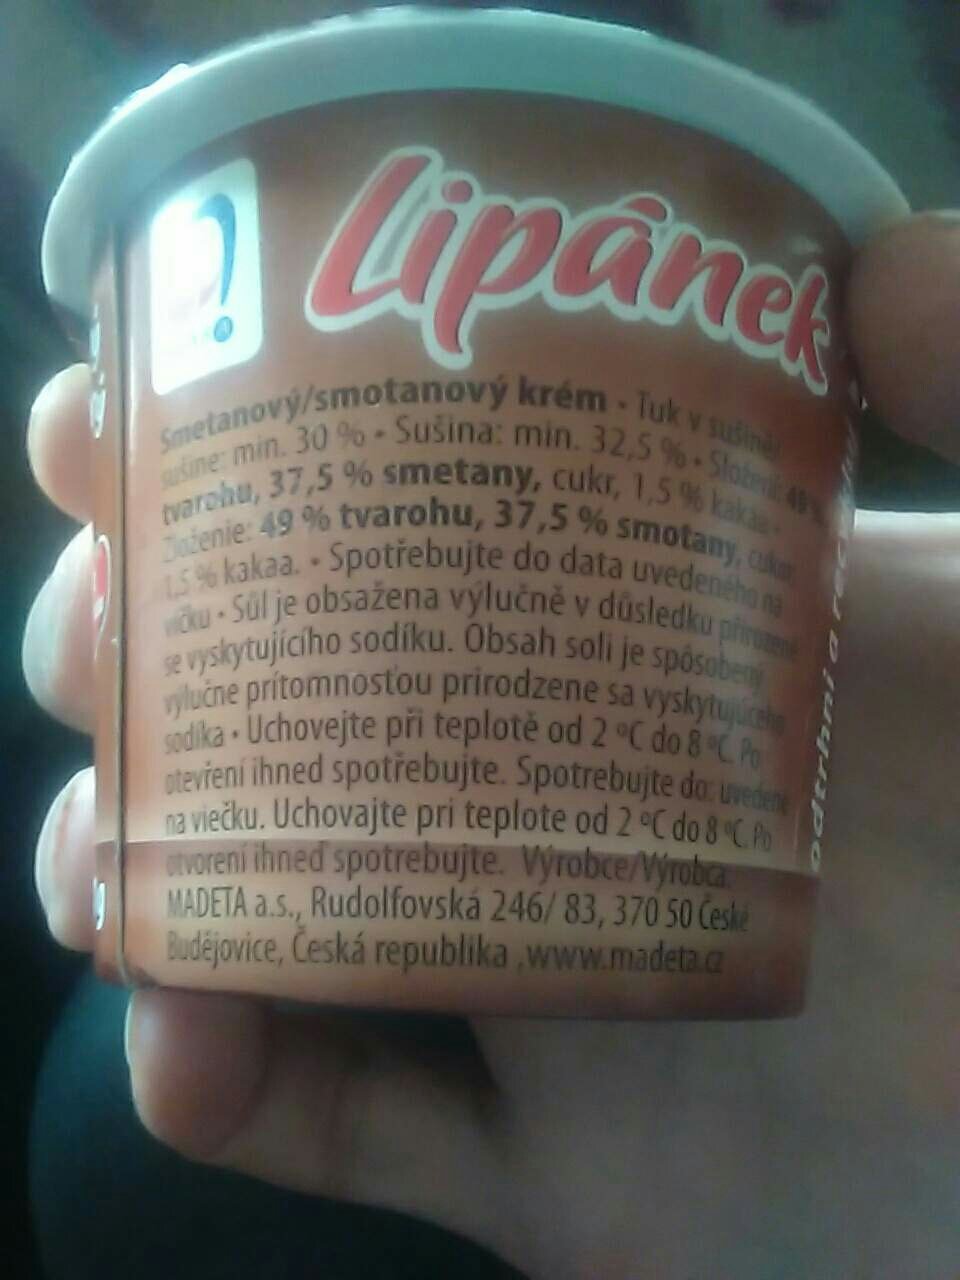 Lipánek
Smetanový/smotanový krém • Tuk v sušině/
sušine: min. 30 % • Sušina: min. 32,5 % • Složení: 49 %
tvarohu, 37,5 % smetany, cukr, 1,5 % kakaa •
Zloženie: 49 % tvarohu, 37,5 % smotany, cukor
1,5 % kakaa. • Spotřebujte do data uvedeného na
víčku • Sůl je obsažena výlučně v důsledku přirozeně
se vyskytujícího sodíku. Obsah soli je spôsobený
výlučne prítomnosťou prirodzene sa vyskytujúceho
sodíka • Uchovejte při teplotě od 2 °C do 8 °C. Po
otevření ihned spotřebujte. Spotrebujte do: uvedené
na viečku. Uchovajte pri teplote od 2 °C do 8 °C. Po
otvorení ihneď spotrebujte. Výrobce/Výrobca:
MADETA a.s., Rudolfovská 246/ 83, 370 50 České
Budějovice, Česká republika ,www.madeta.cz
odtrhni a